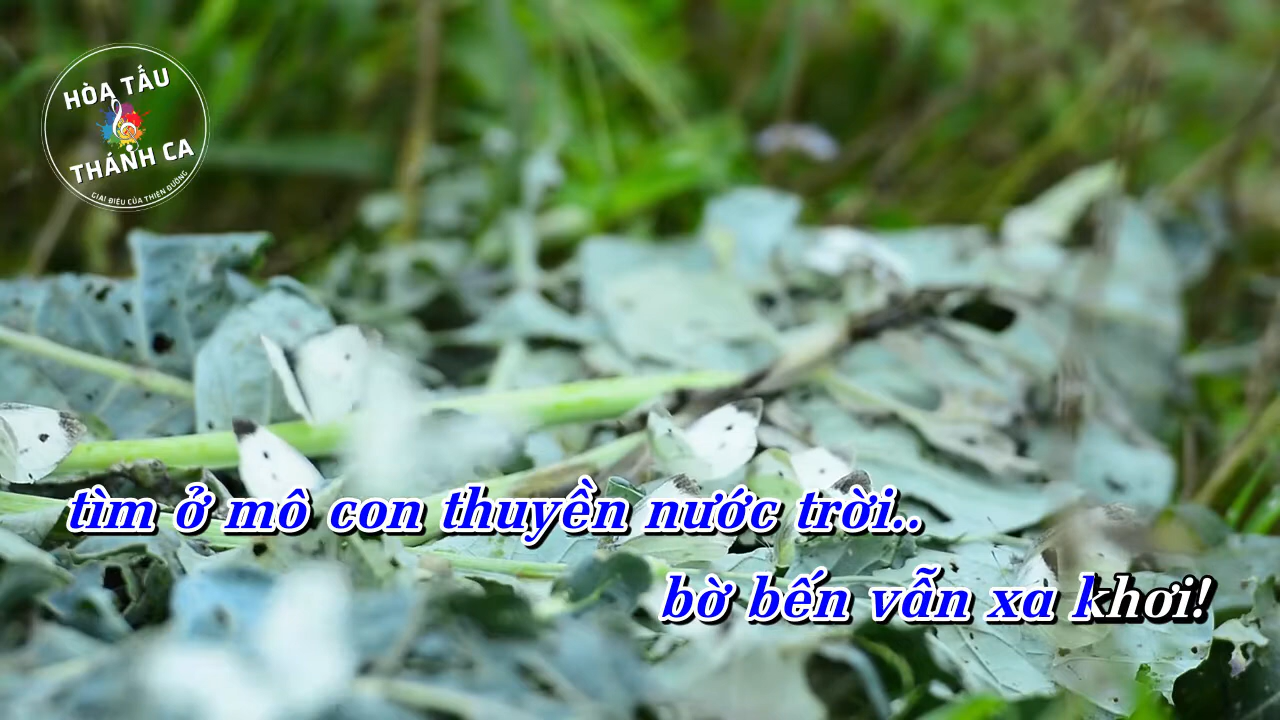 HÒA TẤU
THÁNH CA
GIAI ĐIỆU CỦA THIÊN ĐƯỜNG
tìm ở mô con thuyền nước trời..
bờ bến vẫn xa khơi!